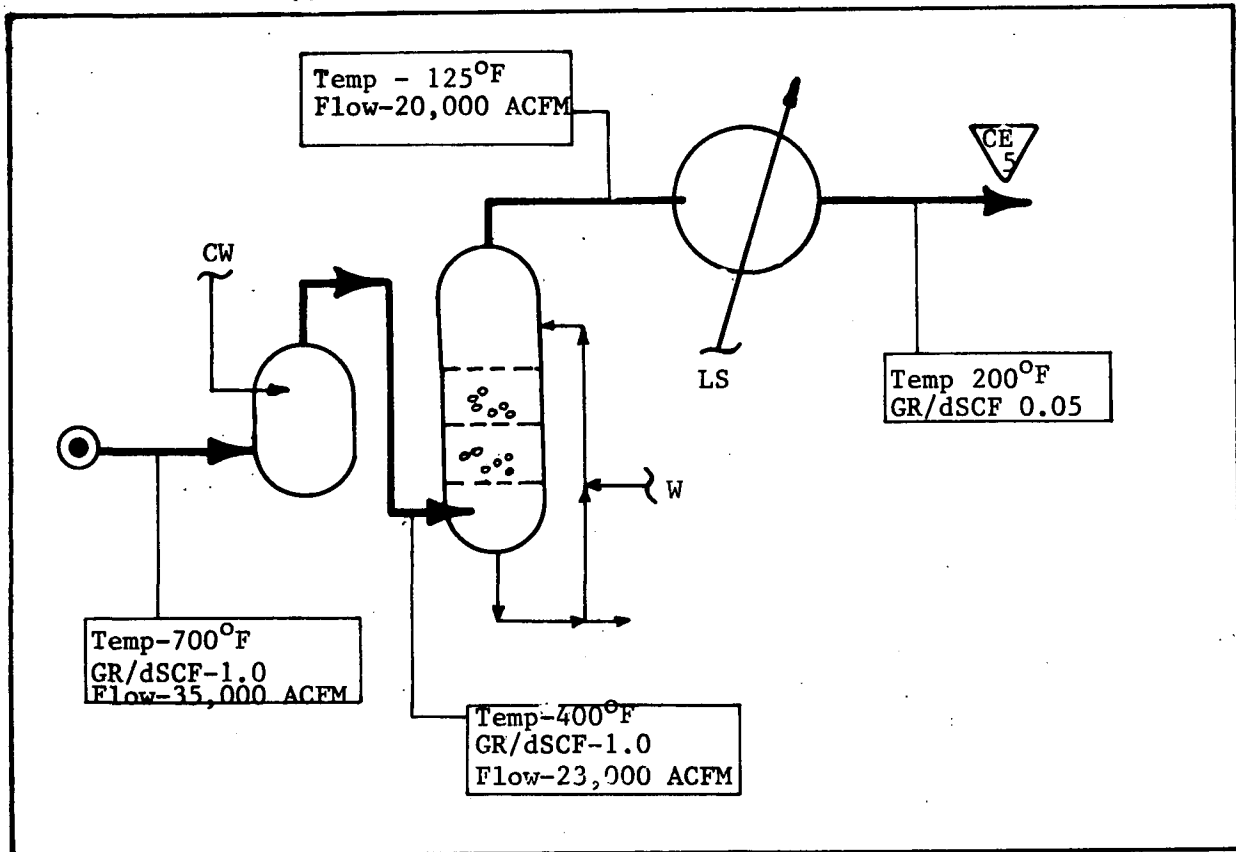 Temp - 125°F
Flow-20,000 ACFM
CE
5
CW
LS
Temp 200°F
GR/dSCF 0.05
W
Temp-700°F
GR/dSCF-1.0
Flow-35,000 ACFM
Temp-400°F
GR/dSCF-1.0
Flow-23,000 ACFM